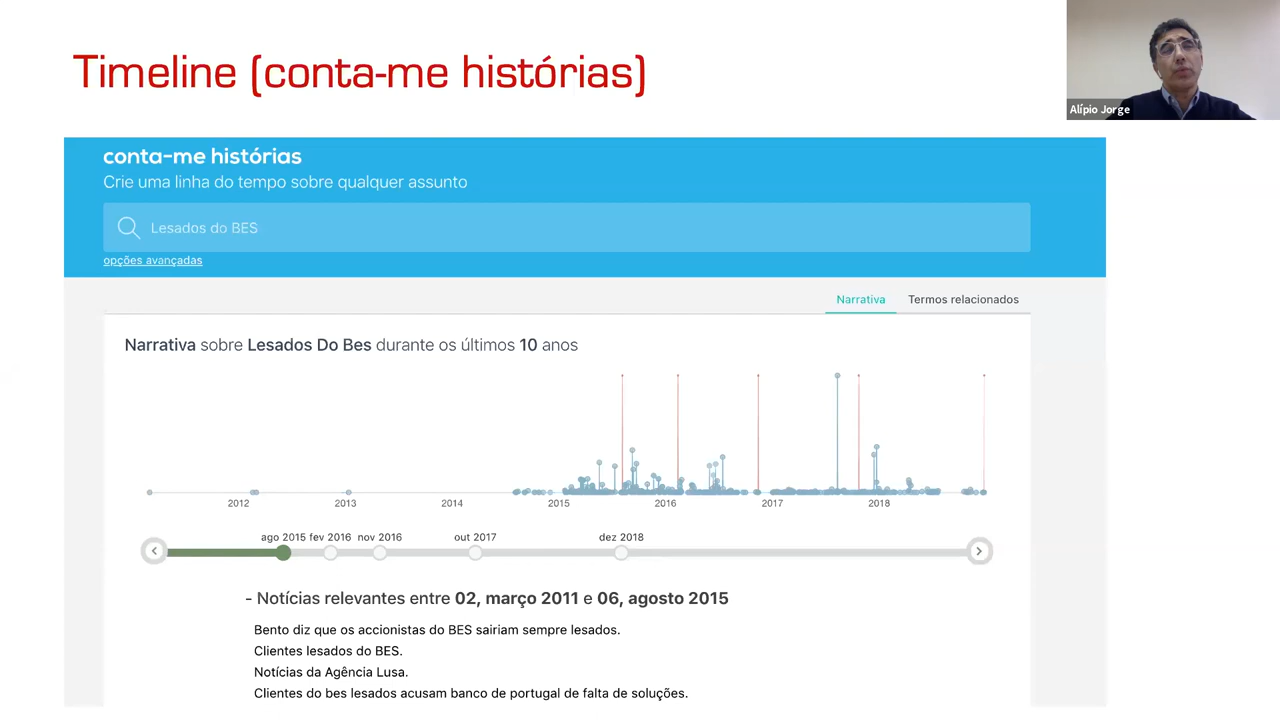 Timeline (conta-me histórias)
Alípio Jorge
conta-me histórias
Crie uma linha do tempo sobre qualquer assunto
Lesados do BES
opções avançadas
Narrativa
Termos relacionados
Narrativa sobre Lesados Do Bes durante os últimos 10 anos
2012 2013 2014 2015 2016 2017 2018
ago 2015 fev 2016 nov 2016 out 2017 dez 2018
- Notícias relevantes entre 02, março 2011 e 06, agosto 2015
Bento diz que os accionistas do BES sairiam sempre lesados.
Clientes lesados do BES.
Notícias da Agência Lusa.
Clientes do bes lesados acusam banco de portugal de falta de soluções.